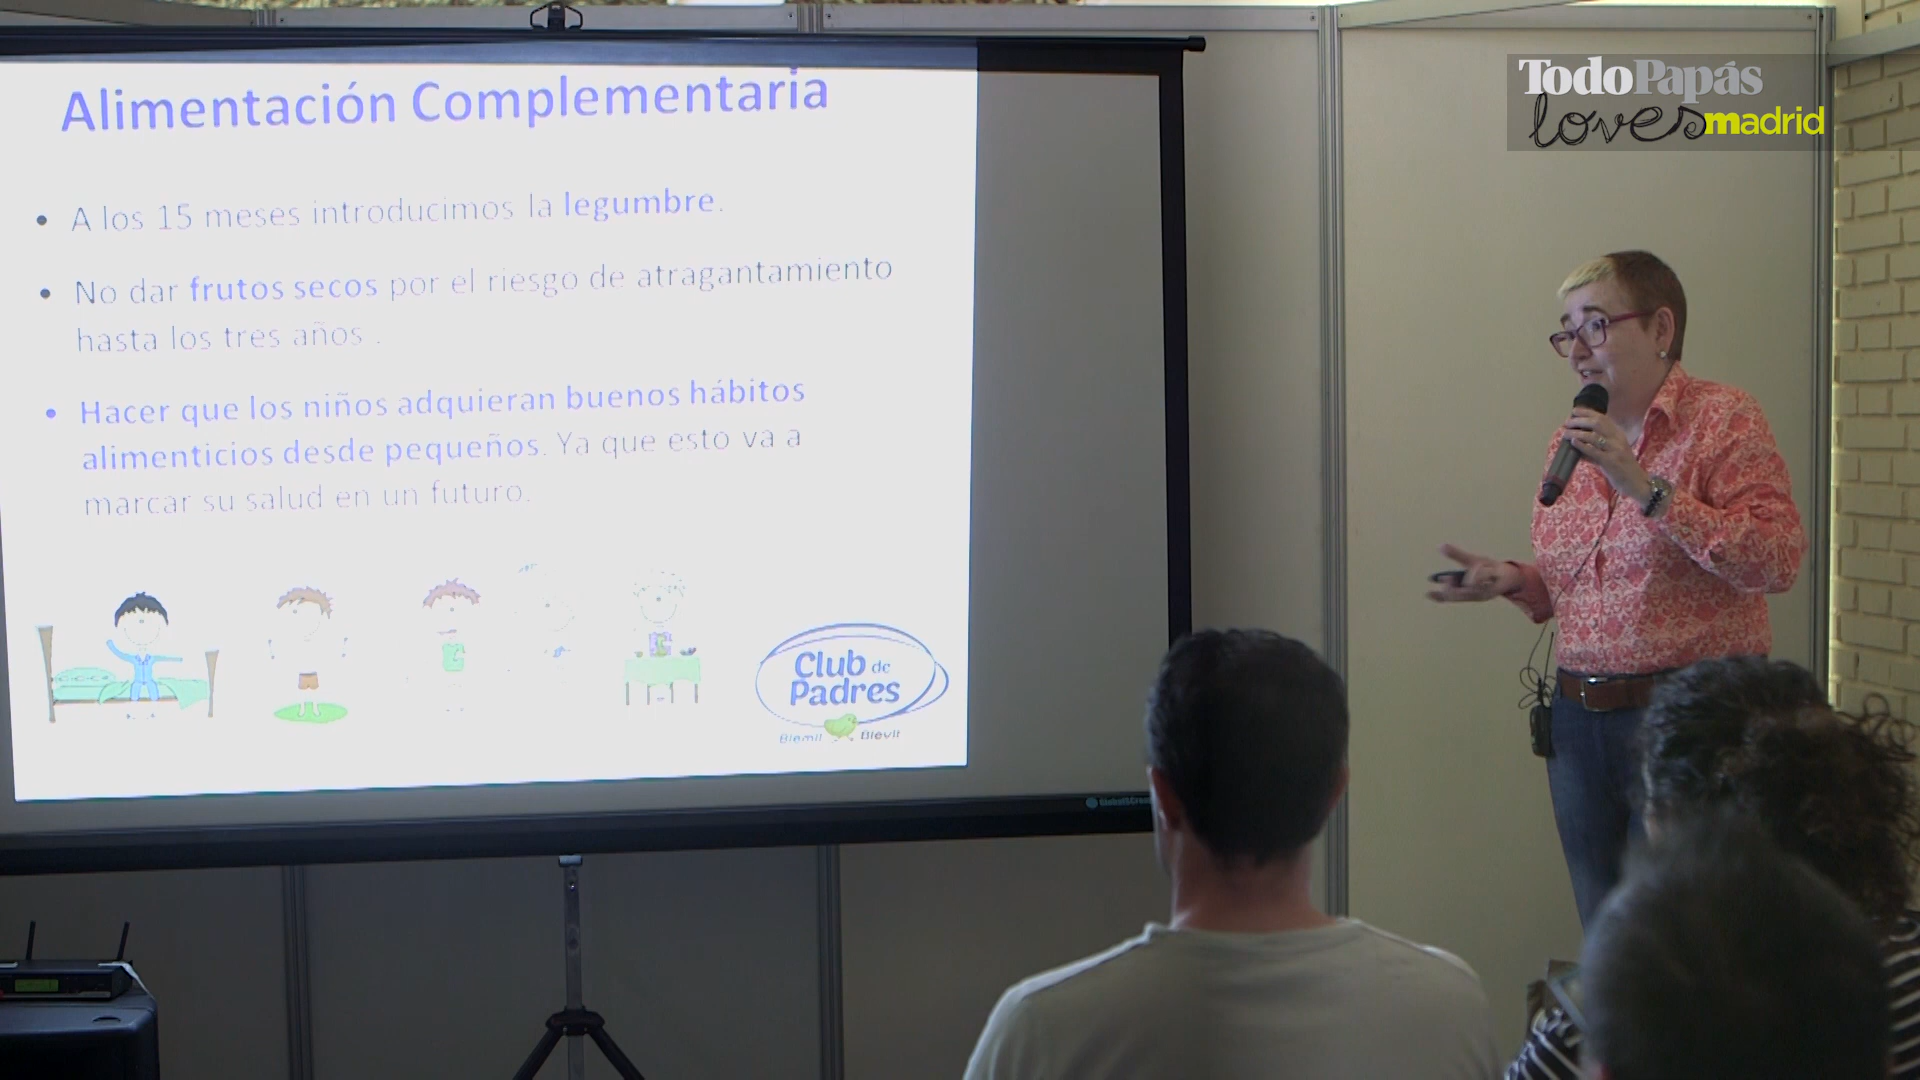 Alimentación Complementaria
• A los 15 meses introducimos la legumbre.
• No dar frutos secos por el riesgo de atragantamiento
hasta los tres años .
• Hacer que los niños adquieran buenos hábitos
alimenticios desde pequeños. Ya que esto va a
marcar su salud en un futuro.
Club de
Padres
Blemil Blevit
TodoPapás
loves madrid